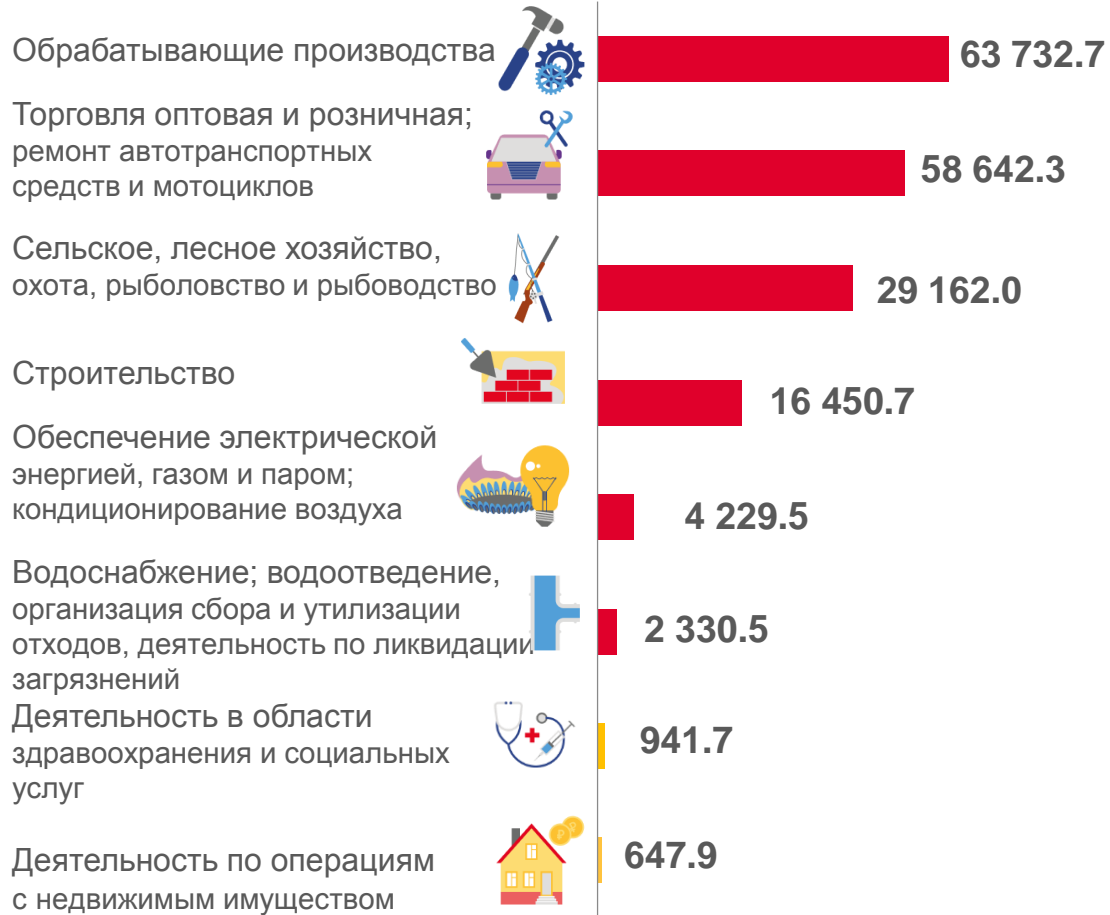 Обрабатывающие производства
63 732.7
Торговля оптовая и розничная;
ремонт автотранспортных
средств и мотоциклов
58 642.3
Сельское, лесное хозяйство,
охота, рыболовство и рыбоводство
29 162.0
Строительство
16 450.7
Обеспечение электрической
энергией, газом и паром;
кондиционирование воздуха
4 229.5
Водоснабжение; водоотведение,
организация сбора и утилизации
отходов, деятельность по ликвидации
загрязнений
2 330.5
Деятельность в области
здравоохранения и социальных
услуг
941.7
Деятельность по операциям
с недвижимым имуществом
647.9